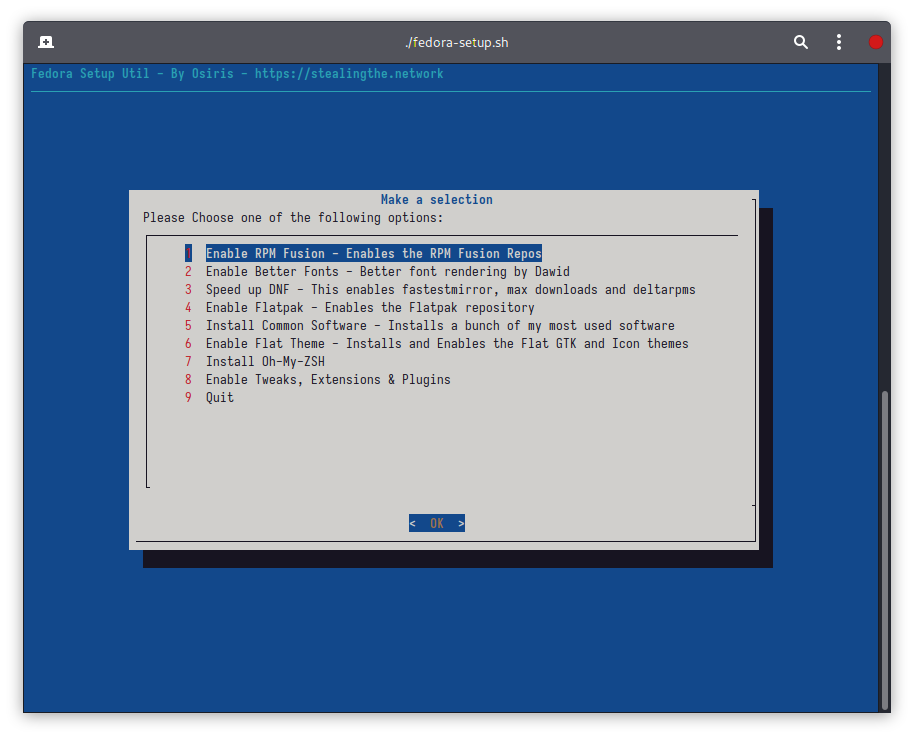 ./fedora-setup.sh
Fedora Setup Util - By Osiris - https://stealingthe.network
Make a selection
Please Choose one of the following options:
1 Enable RPM Fusion - Enables the RPM Fusion Repos
2 Enable Better Fonts - Better font rendering by Dawid
3 Speed up DNF - This enables fastestmirror, max downloads and deltarpms
4 Enable Flatpak - Enables the Flatpak repository
5 Install Common Software - Installs a bunch of my most used software
6 Enable Flat Theme - Installs and Enables the Flat GTK and Icon themes
7 Install Oh-My-ZSH
8 Enable Tweaks, Extensions & Plugins
9 Quit
< OK >